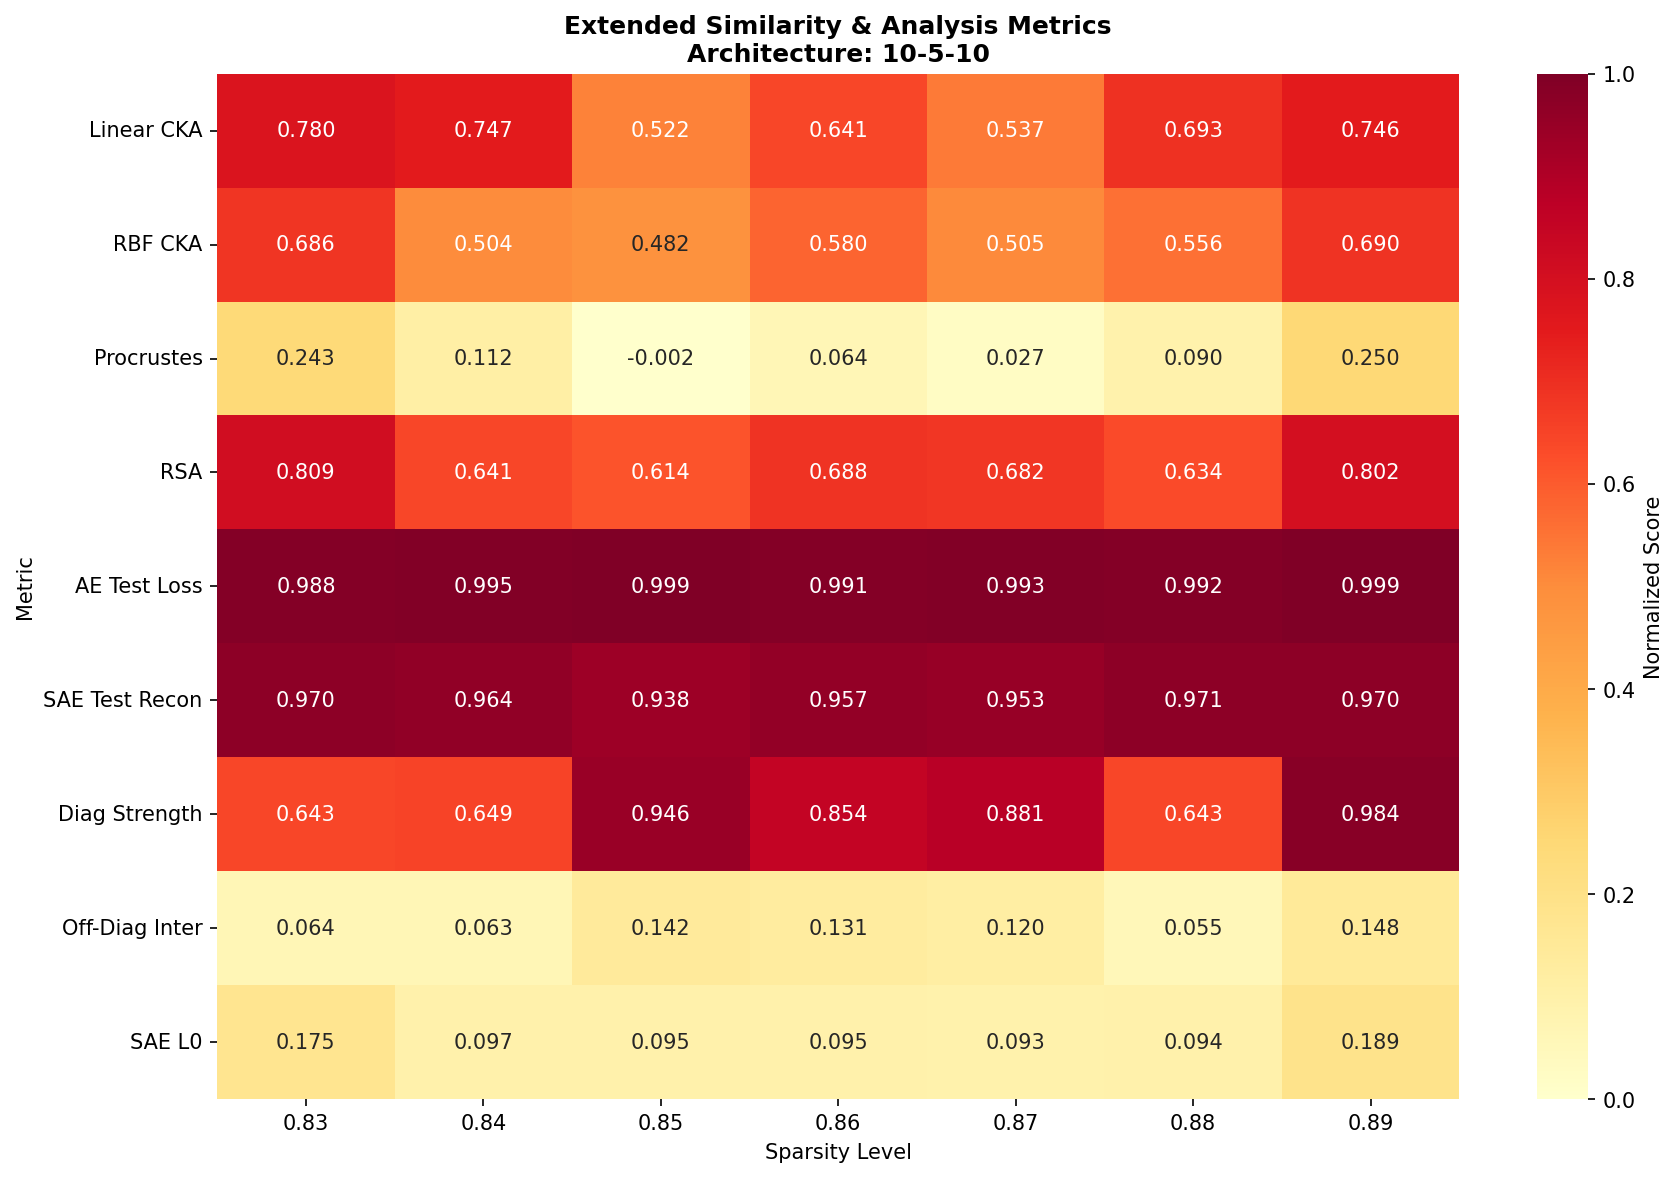 Extended Similarity & Analysis Metrics
Architecture: 10-5-10
Linear CKA 0.780 0.747 0.522 0.641 0.537 0.693 0.746
RBF CKA 0.686 0.504 0.482 0.580 0.505 0.556 0.690
Procrustes 0.243 0.112 -0.002 0.064 0.027 0.090 0.250
RSA 0.809 0.641 0.614 0.688 0.682 0.634 0.802
AE Test Loss 0.988 0.995 0.999 0.991 0.993 0.992 0.999
SAE Test Recon 0.970 0.964 0.938 0.957 0.953 0.971 0.970
Diag Strength 0.643 0.649 0.946 0.854 0.881 0.643 0.984
Off-Diag Inter 0.064 0.063 0.142 0.131 0.120 0.055 0.148
SAE L0 0.175 0.097 0.095 0.095 0.093 0.094 0.189
0.83 0.84 0.85 0.86 0.87 0.88 0.89
Sparsity Level
Metric
1.0
0.8
0.6
0.4
0.2
0.0
Normalized Score